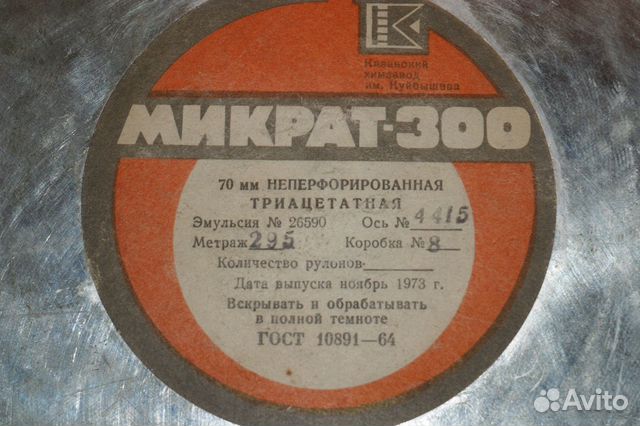 Казанский
химзавод
им. Куйбышева
МИКРАТ-300
70 мм НЕПЕРФОРИРОВАННАЯ
ТРИАЦЕТАТНАЯ
Эмульсия № 26590 Ось № 4415
Метраж 295 Коробка № 8
Количество рулонов
Дата выпуска ноябрь 1973 г.
Вскрывать и обрабатывать
в полной темноте
ГОСТ 10891—64
Avito